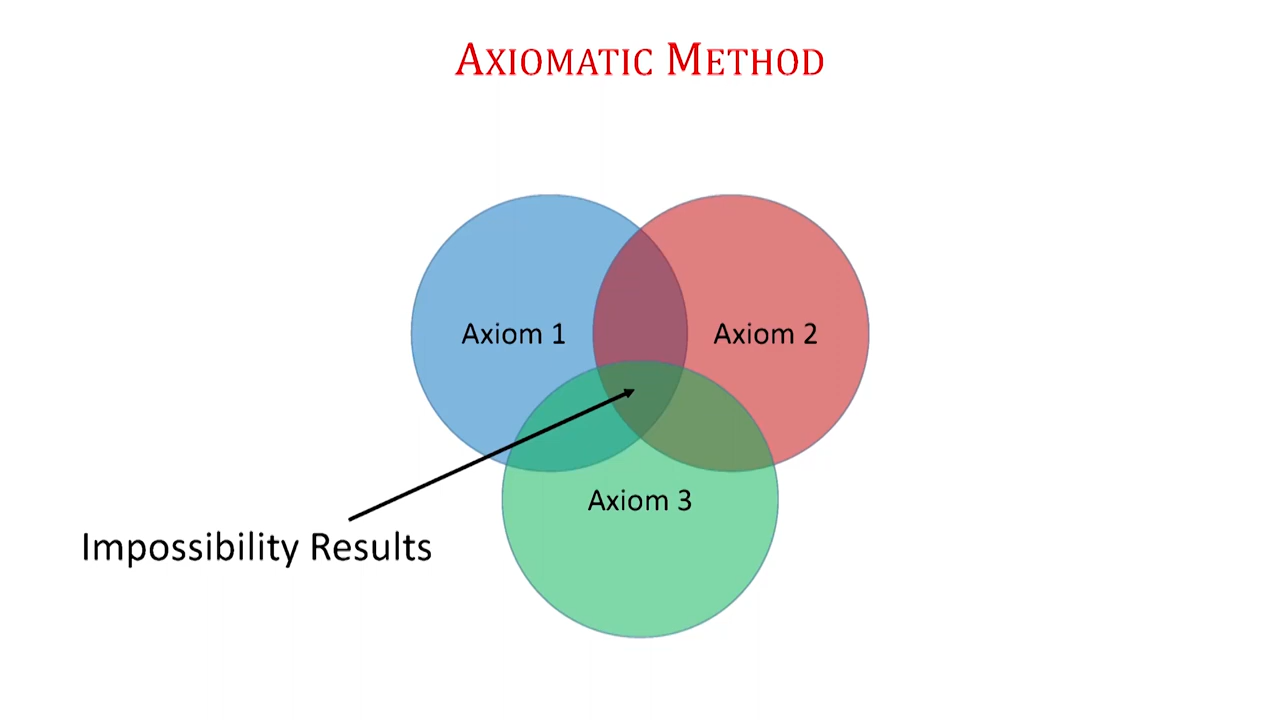 AXIOMATIC METHOD
Axiom 1
Axiom 2
Axiom 3
Impossibility Results